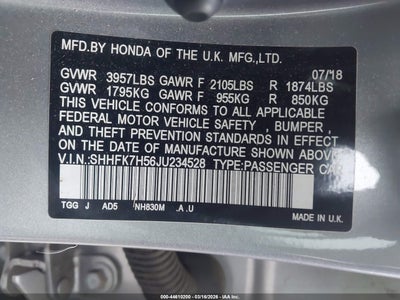 MFD.BY HONDA OF THE U.K. MFG.,LTD.
07/18
GVWR 3957LBS GAWR F 2105LBS R 1874LBS
GVWR 1795KG GAWR F 955KG R 850KG
THIS VEHICLE CONFORMS TO ALL APPLICABLE
FEDERAL MOTOR VEHICLE SAFETY , BUMPER ,
AND THEFT PREVENTION STANDARDS IN EFFECT
ON THE DATE OF MANUFACTURE SHOWN ABOVE.
V.I.N.:SHHFK7H56JU234528 TYPE:PASSENGER CAR
TGG J AD5 NH830M .A .U
MADE IN U.K.
000-44610200 | 03/16/2026 | IAA Inc.